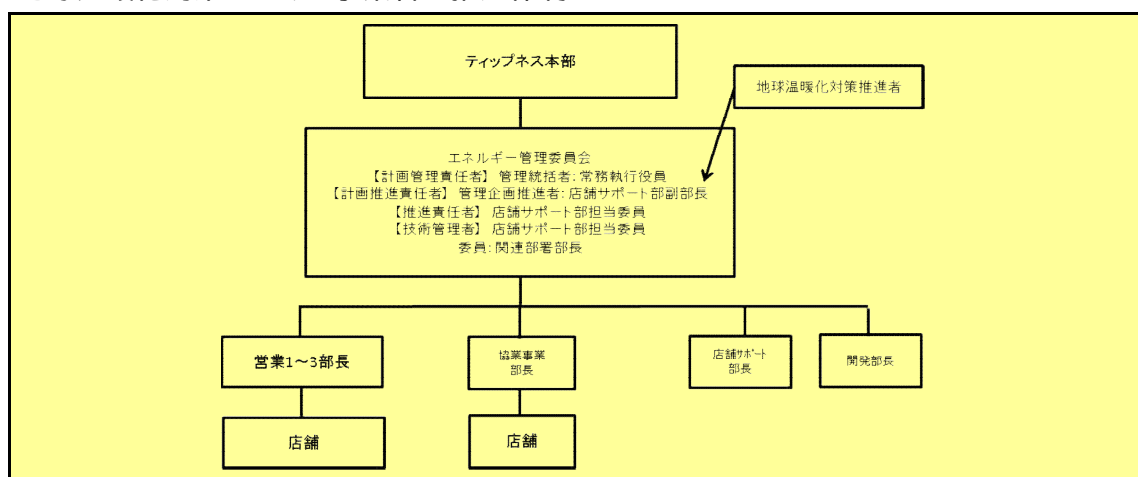 ティップネス本部
地球温暖化対策推進者
エネルギー管理委員会
【計画管理責任者】 管理統括者:常務執行役員
【計画推進責任者】 管理企画推進者:店舗サポート部副部長
【推進責任者】 店舗サポート部担当委員
【技術管理者】 店舗サポート部担当委員
委員:関連部署部長
営業1~3部長
協業事業
部長
店舗サポート
部長
開発部長
店舗
店舗